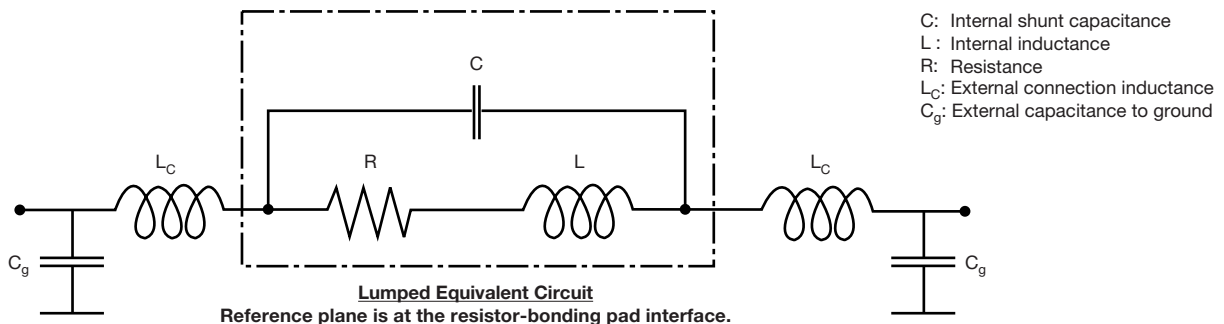 C: Internal shunt capacitance
L : Internal inductance
R: Resistance
LC: External connection inductance
Cg: External capacitance to ground
C
LC
R
L
LC
Cg
Cg
Lumped Equivalent Circuit
Reference plane is at the resistor-bonding pad interface.